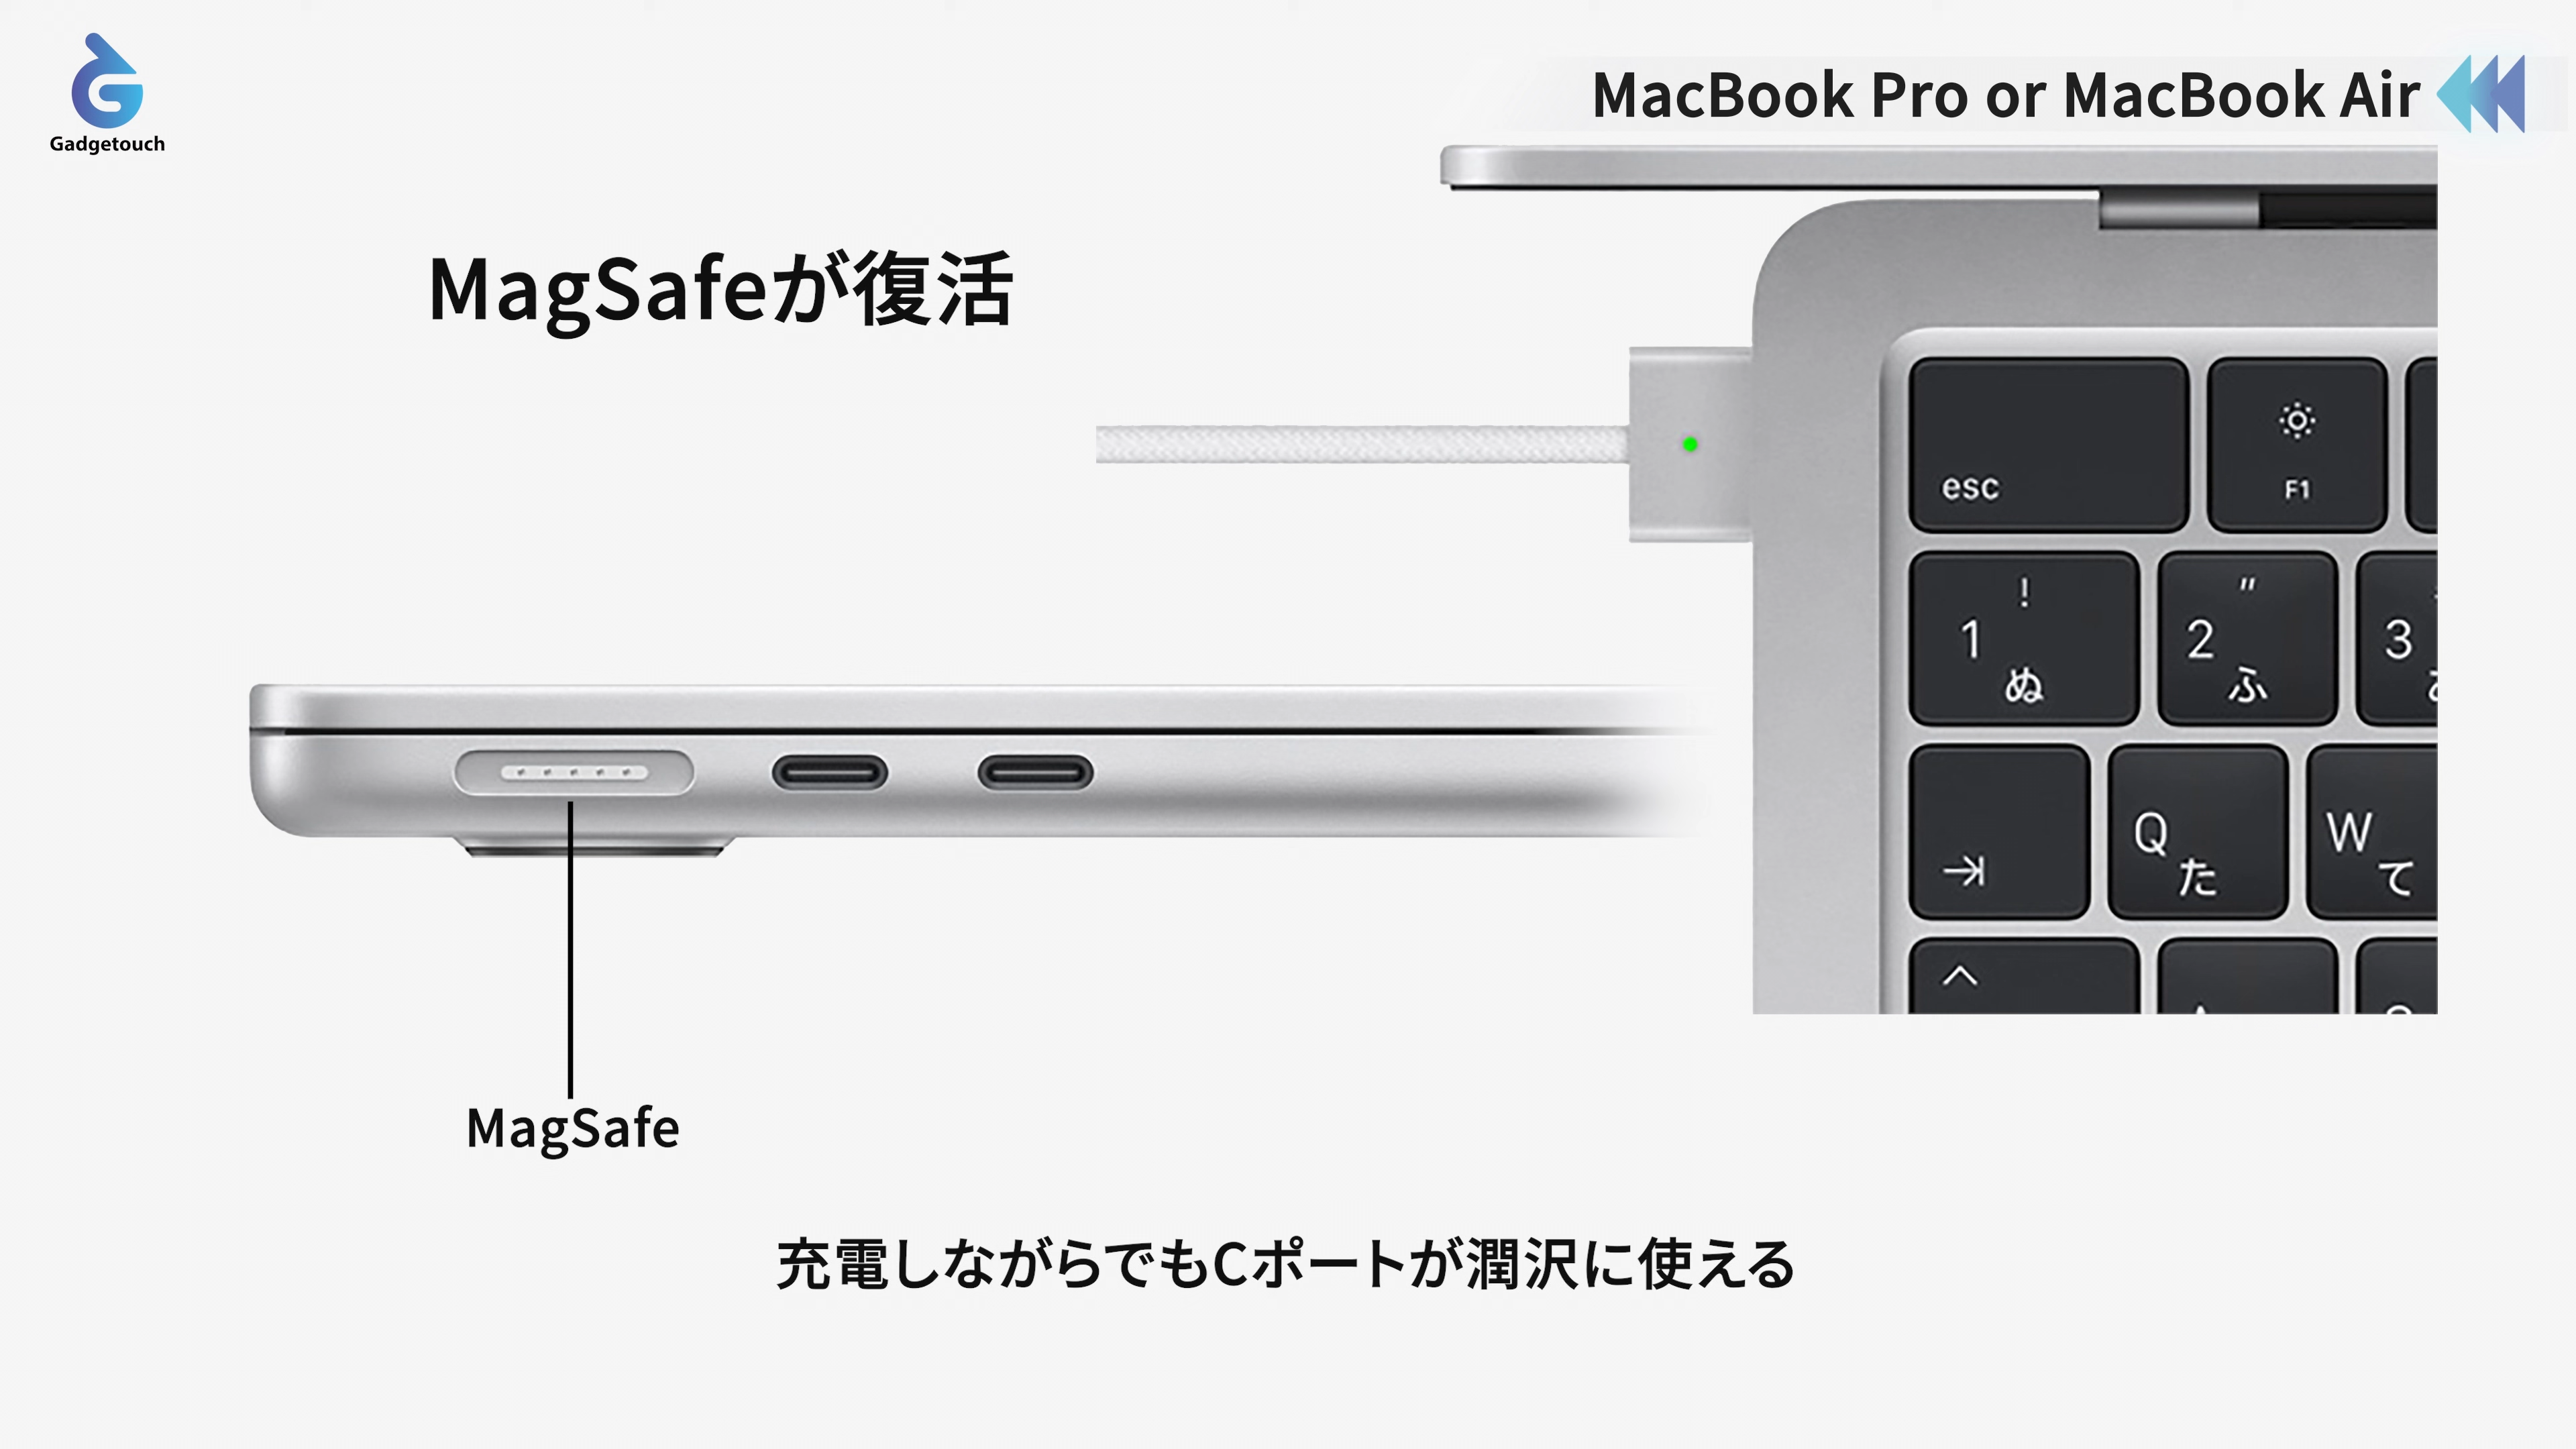 Gadgetouch
MacBook Pro or MacBook Air
MagSafeが復活
esc
F1
!
1
ぬ
"
2
ふ
3
Q
た
W
て
MagSafe
充電しながらでもCポートが潤沢に使える